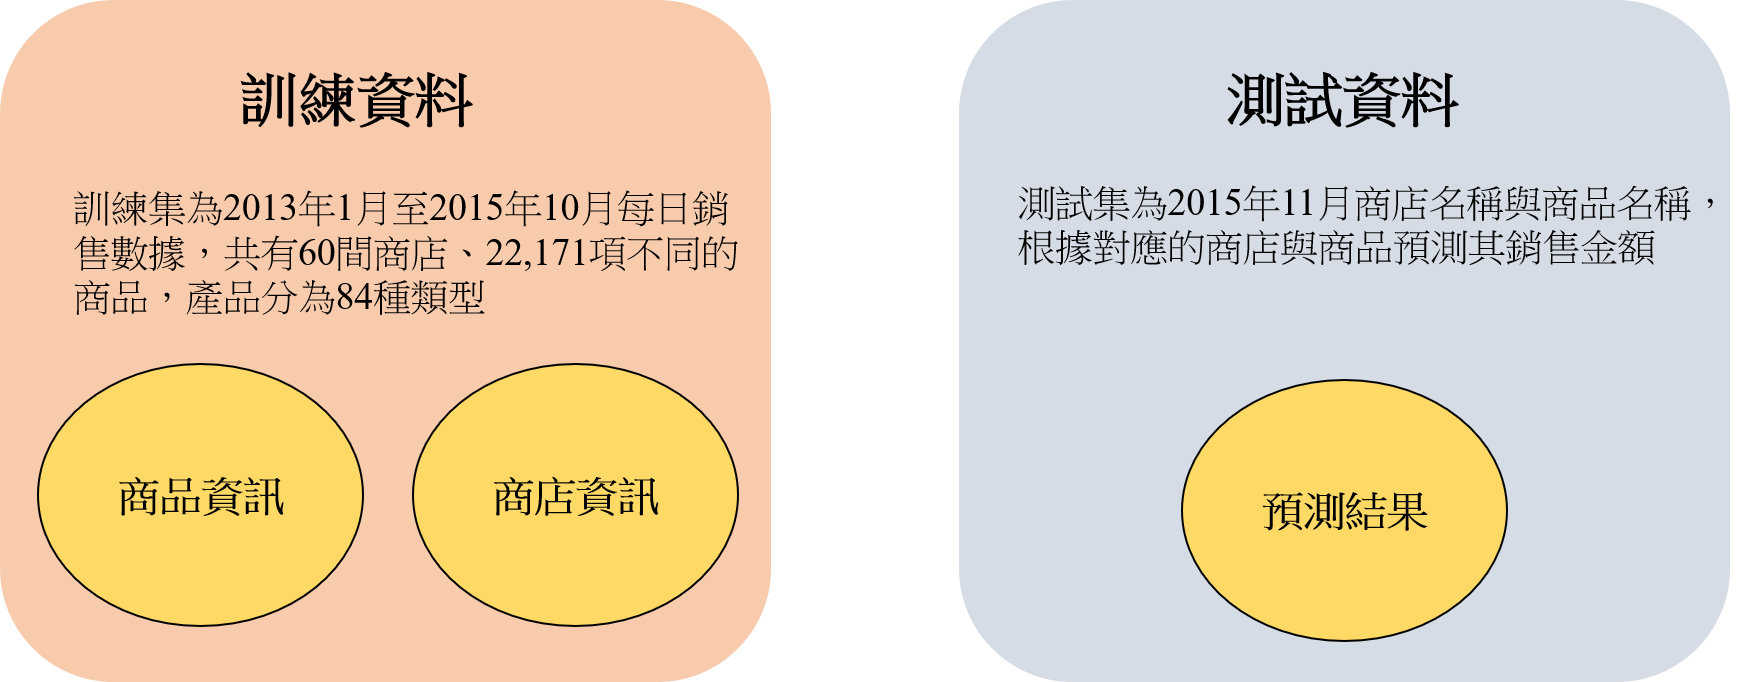 訓練資料
訓練集為2013年1月至2015年10月每日銷
售數據，共有60間商店、22,171項不同的
商品，產品分為84種類型
商品資訊
商店資訊
測試資料
測試集為2015年11月商店名稱與商品名稱，
根據對應的商店與商品預測其銷售金額
預測結果